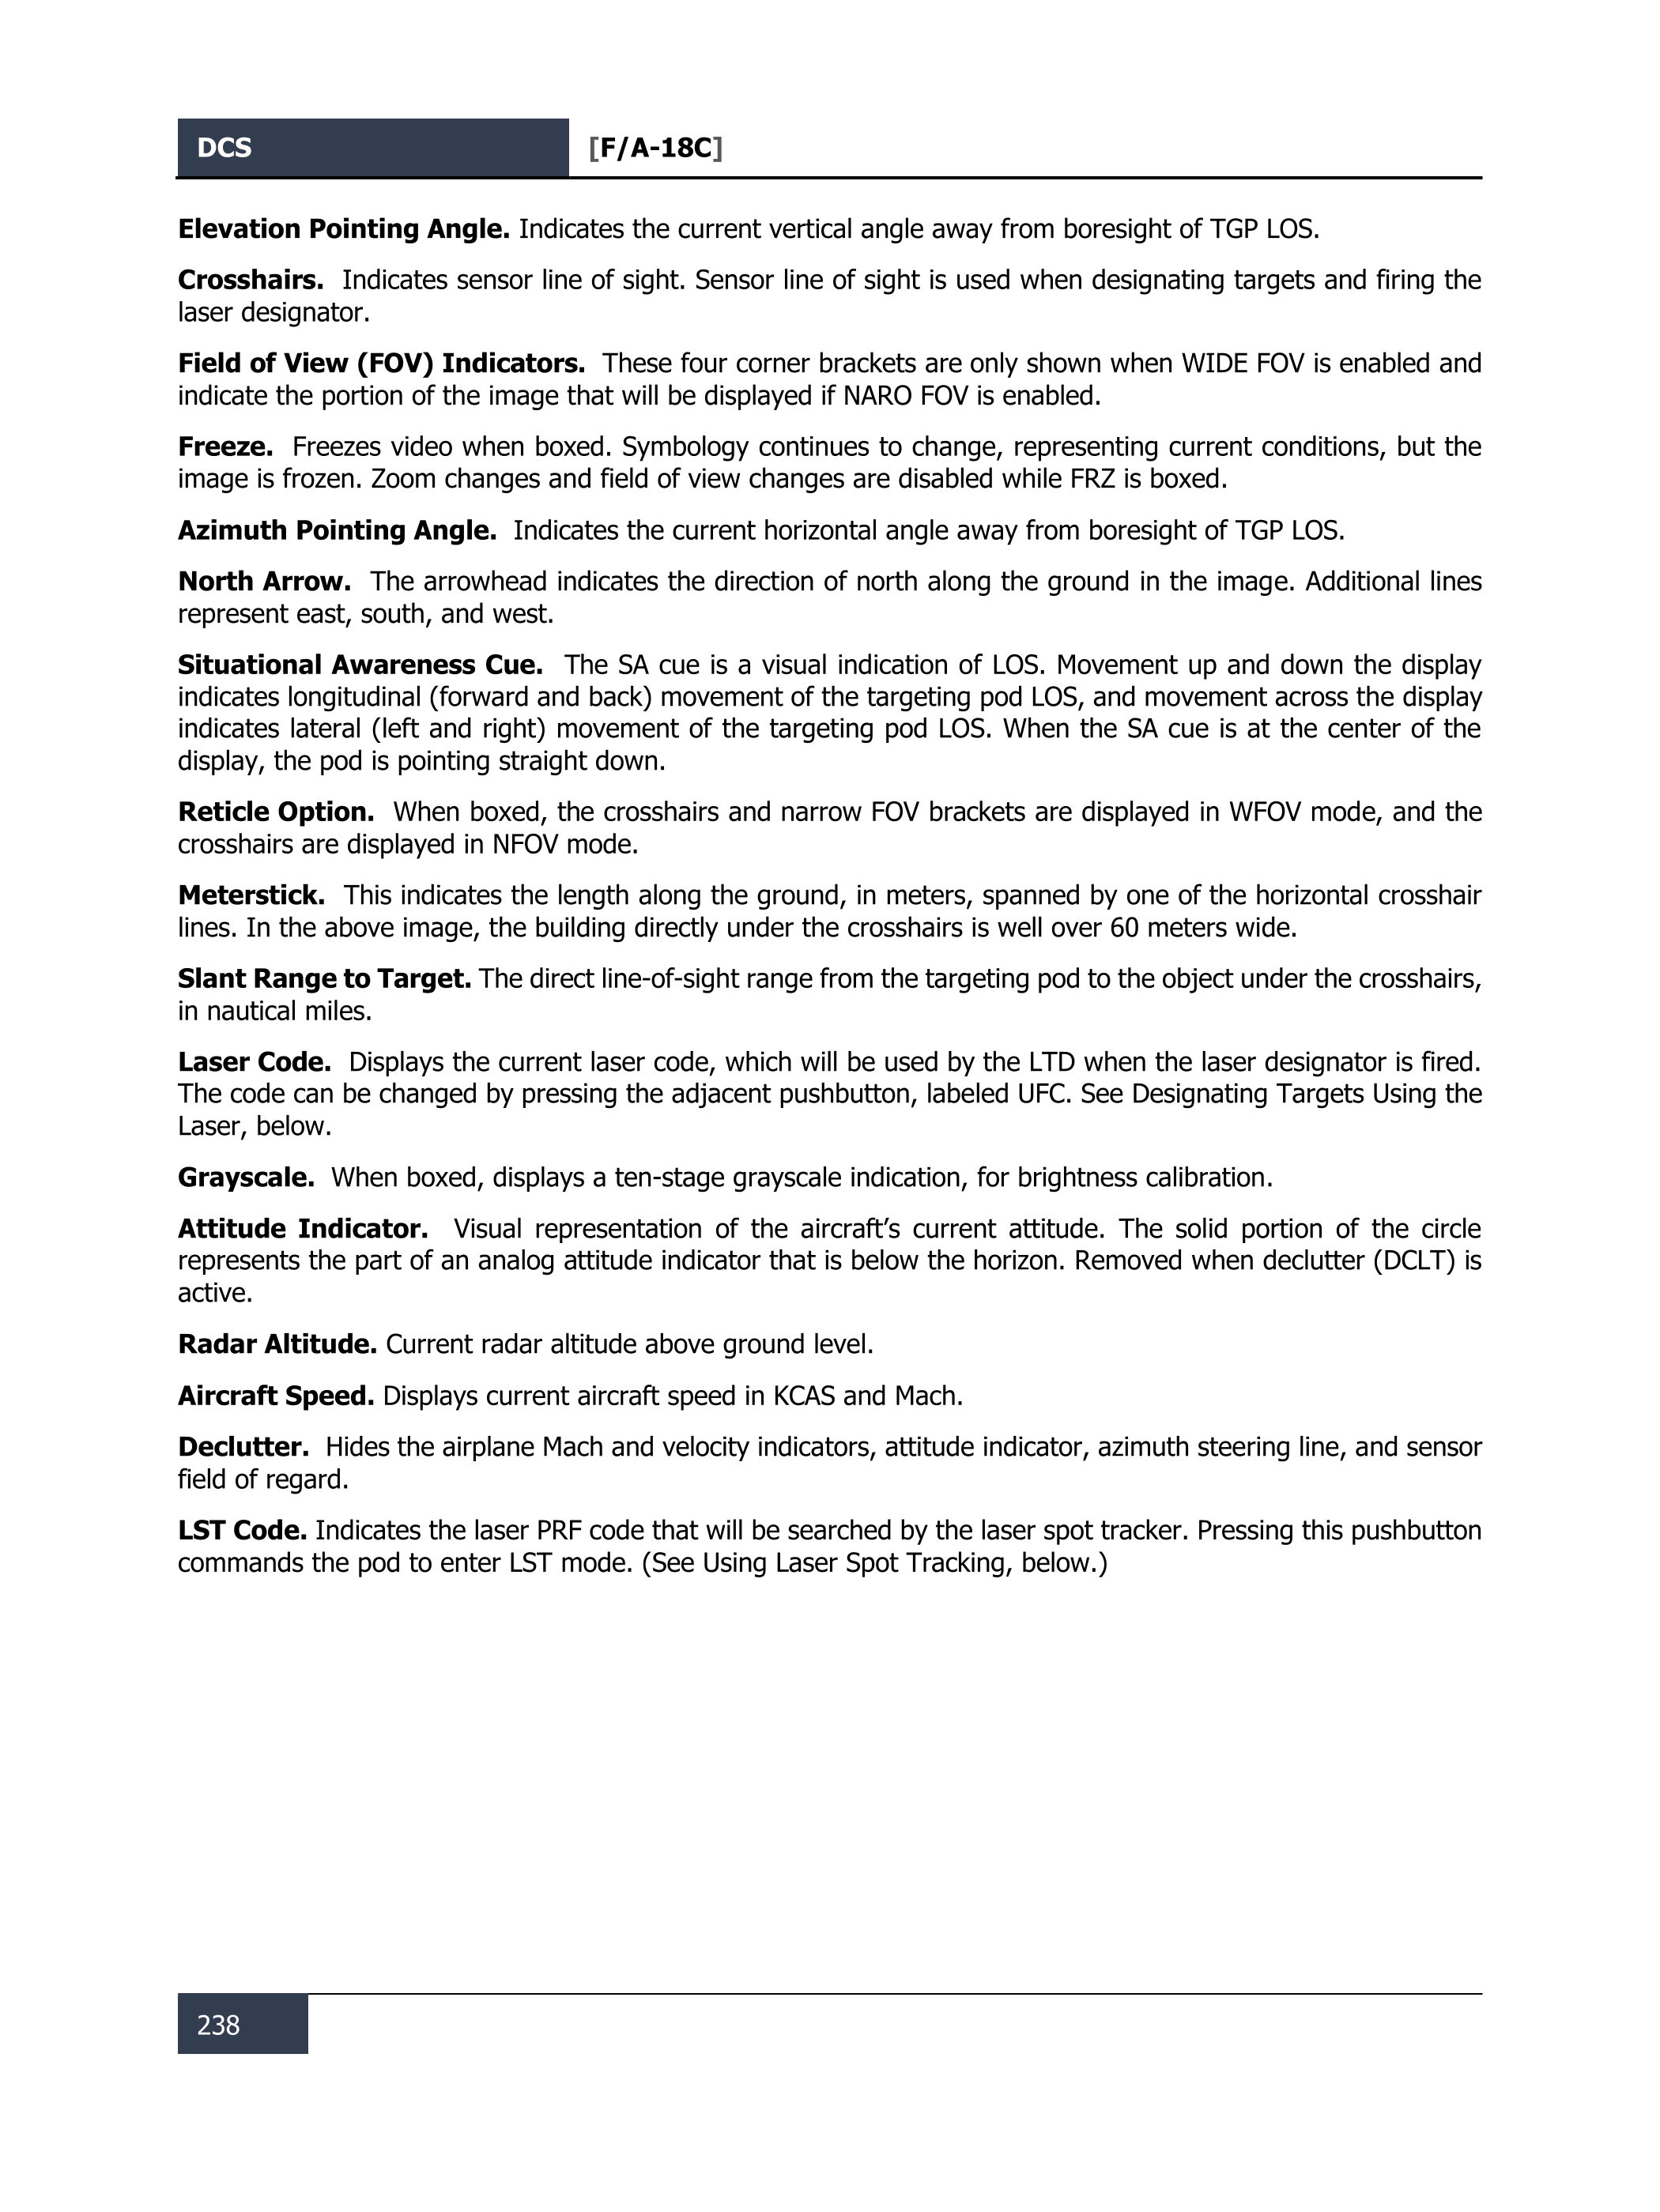 DCS [F/A-18C]
Elevation Pointing Angle. Indicates the current vertical angle away from boresight of TGP LOS.
Crosshairs. Indicates sensor line of sight. Sensor line of sight is used when designating targets and firing the
laser designator.
Field of View (FOV) Indicators. These four corner brackets are only shown when WIDE FOV is enabled and
indicate the portion of the image that will be displayed if NARO FOV is enabled.
Freeze. Freezes video when boxed. Symbology continues to change, representing current conditions, but the
image is frozen. Zoom changes and field of view changes are disabled while FRZ is boxed.
Azimuth Pointing Angle. Indicates the current horizontal angle away from boresight of TGP LOS.
North Arrow. The arrowhead indicates the direction of north along the ground in the image. Additional lines
represent east, south, and west.
Situational Awareness Cue. The SA cue is a visual indication of LOS. Movement up and down the display
indicates longitudinal (forward and back) movement of the targeting pod LOS, and movement across the display
indicates lateral (left and right) movement of the targeting pod LOS. When the SA cue is at the center of the
display, the pod is pointing straight down.
Reticle Option. When boxed, the crosshairs and narrow FOV brackets are displayed in WFOV mode, and the
crosshairs are displayed in NFOV mode.
Meterstick. This indicates the length along the ground, in meters, spanned by one of the horizontal crosshair
lines. In the above image, the building directly under the crosshairs is well over 60 meters wide.
Slant Range to Target. The direct line-of-sight range from the targeting pod to the object under the crosshairs,
in nautical miles.
Laser Code. Displays the current laser code, which will be used by the LTD when the laser designator is fired.
The code can be changed by pressing the adjacent pushbutton, labeled UFC. See Designating Targets Using the
Laser, below.
Grayscale. When boxed, displays a ten-stage grayscale indication, for brightness calibration.
Attitude Indicator. Visual representation of the aircraft’s current attitude. The solid portion of the circle
represents the part of an analog attitude indicator that is below the horizon. Removed when declutter (DCLT) is
active.
Radar Altitude. Current radar altitude above ground level.
Aircraft Speed. Displays current aircraft speed in KCAS and Mach.
Declutter. Hides the airplane Mach and velocity indicators, attitude indicator, azimuth steering line, and sensor
field of regard.
LST Code. Indicates the laser PRF code that will be searched by the laser spot tracker. Pressing this pushbutton
commands the pod to enter LST mode. (See Using Laser Spot Tracking, below.)
238